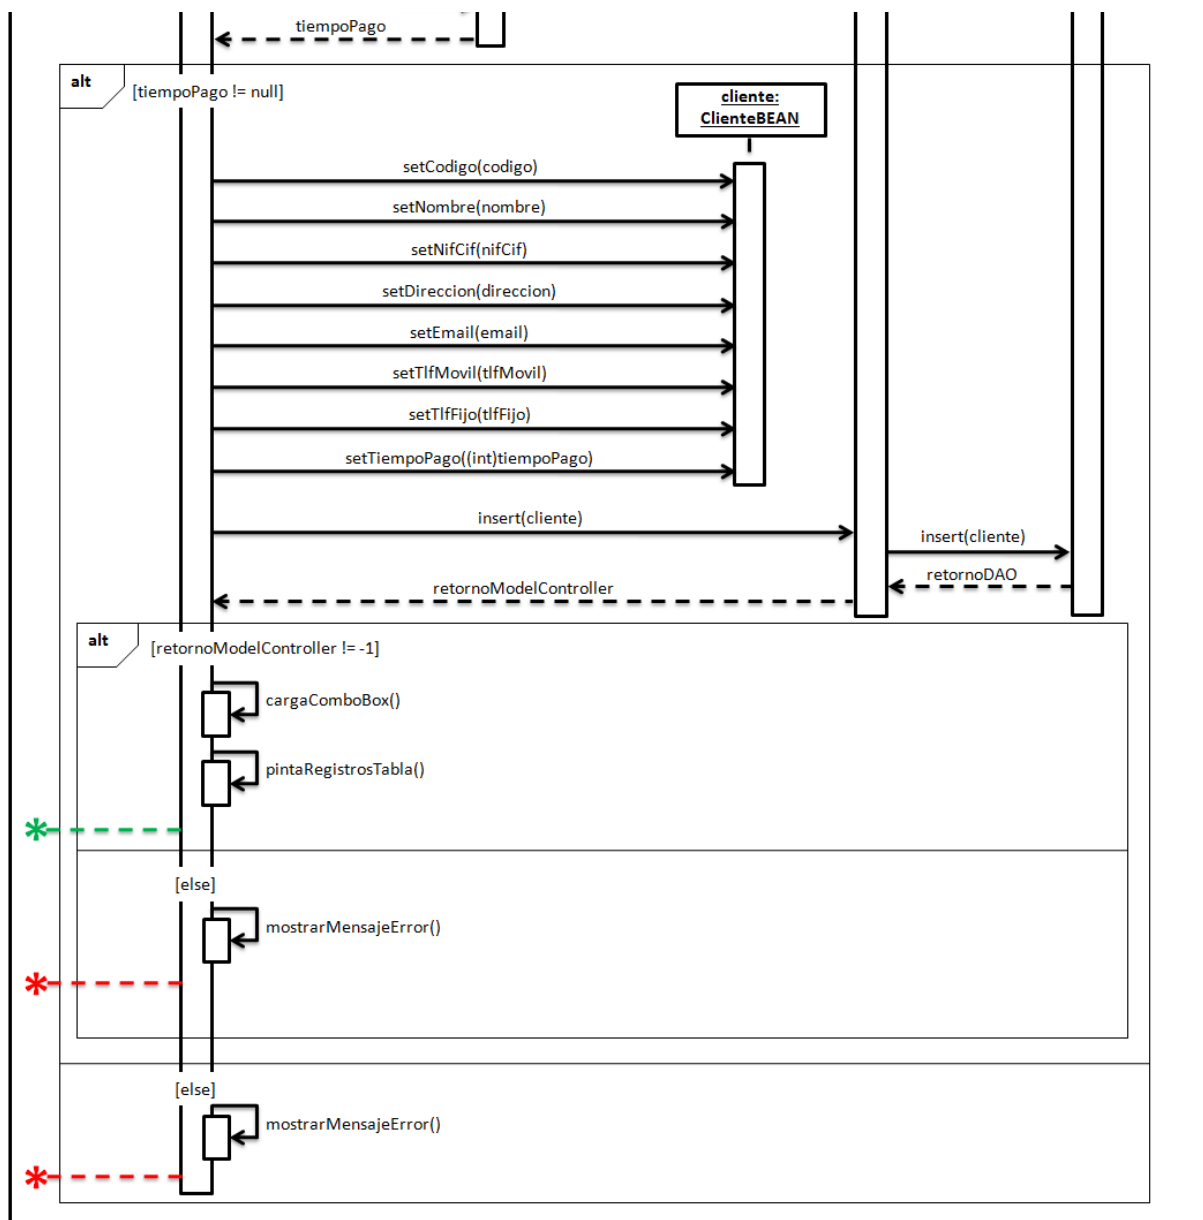 tiempoPago
alt
[tiempoPago != null]
cliente:
ClienteBEAN
setCodigo(codigo)
setNombre(nombre)
setNifCif(nifCif)
setDireccion(direccion)
setEmail(email)
setTlfMovil(tlfMovil)
setTlfFijo(tlfFijo)
setTiempoPago((int)tiempoPago)
insert(cliente)
insert(cliente)
retornoDAO
retornoModelController
alt
[retornoModelController != -1]
cargaComboBox()
pintaRegistrosTabla()
[else]
mostrarMensajeError()
[else]
mostrarMensajeError()